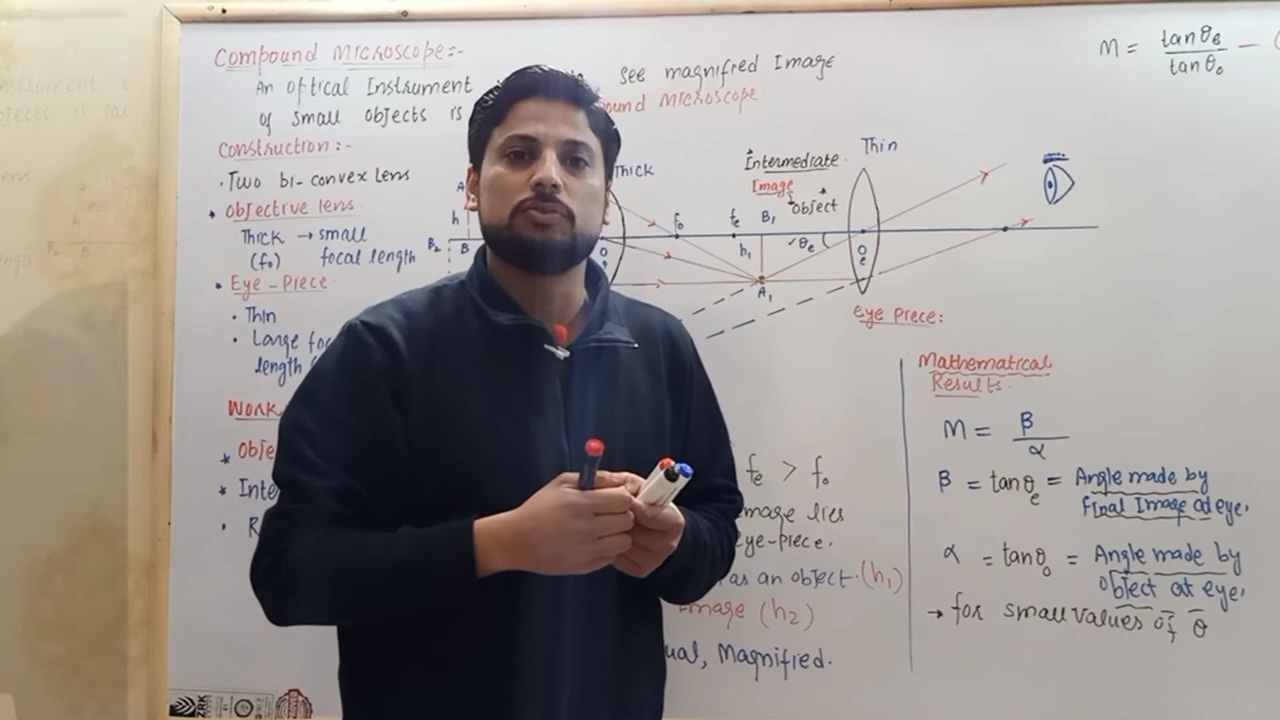 Compound Microscope:-
An optical Instrument see magnified Image
of small objects is ound Microscope.
M = tanθe / tanθo
Construction:-
• Two bi-convex Lens
* objective lens
Thick → small
(fo) focal length
* Eye-Piece
• Thin
• Large foc
length
Work
* Obje
* Inte
• R
Thick
Intermediate
Image
object
Thin
A
h
B2
B
fo
fe
B1
h1
θe
Oe
A1
eye piece:
fe > fo
mage lies
eye-piece.
as an object (h1)
Image (h2)
ual, Magnified.
Mathematical
Results.
M = β / α
β = tanθe = Angle made by
final Image at eye.
α = tanθo = Angle made by
object at eye.
→ for small values of θ
ZRK